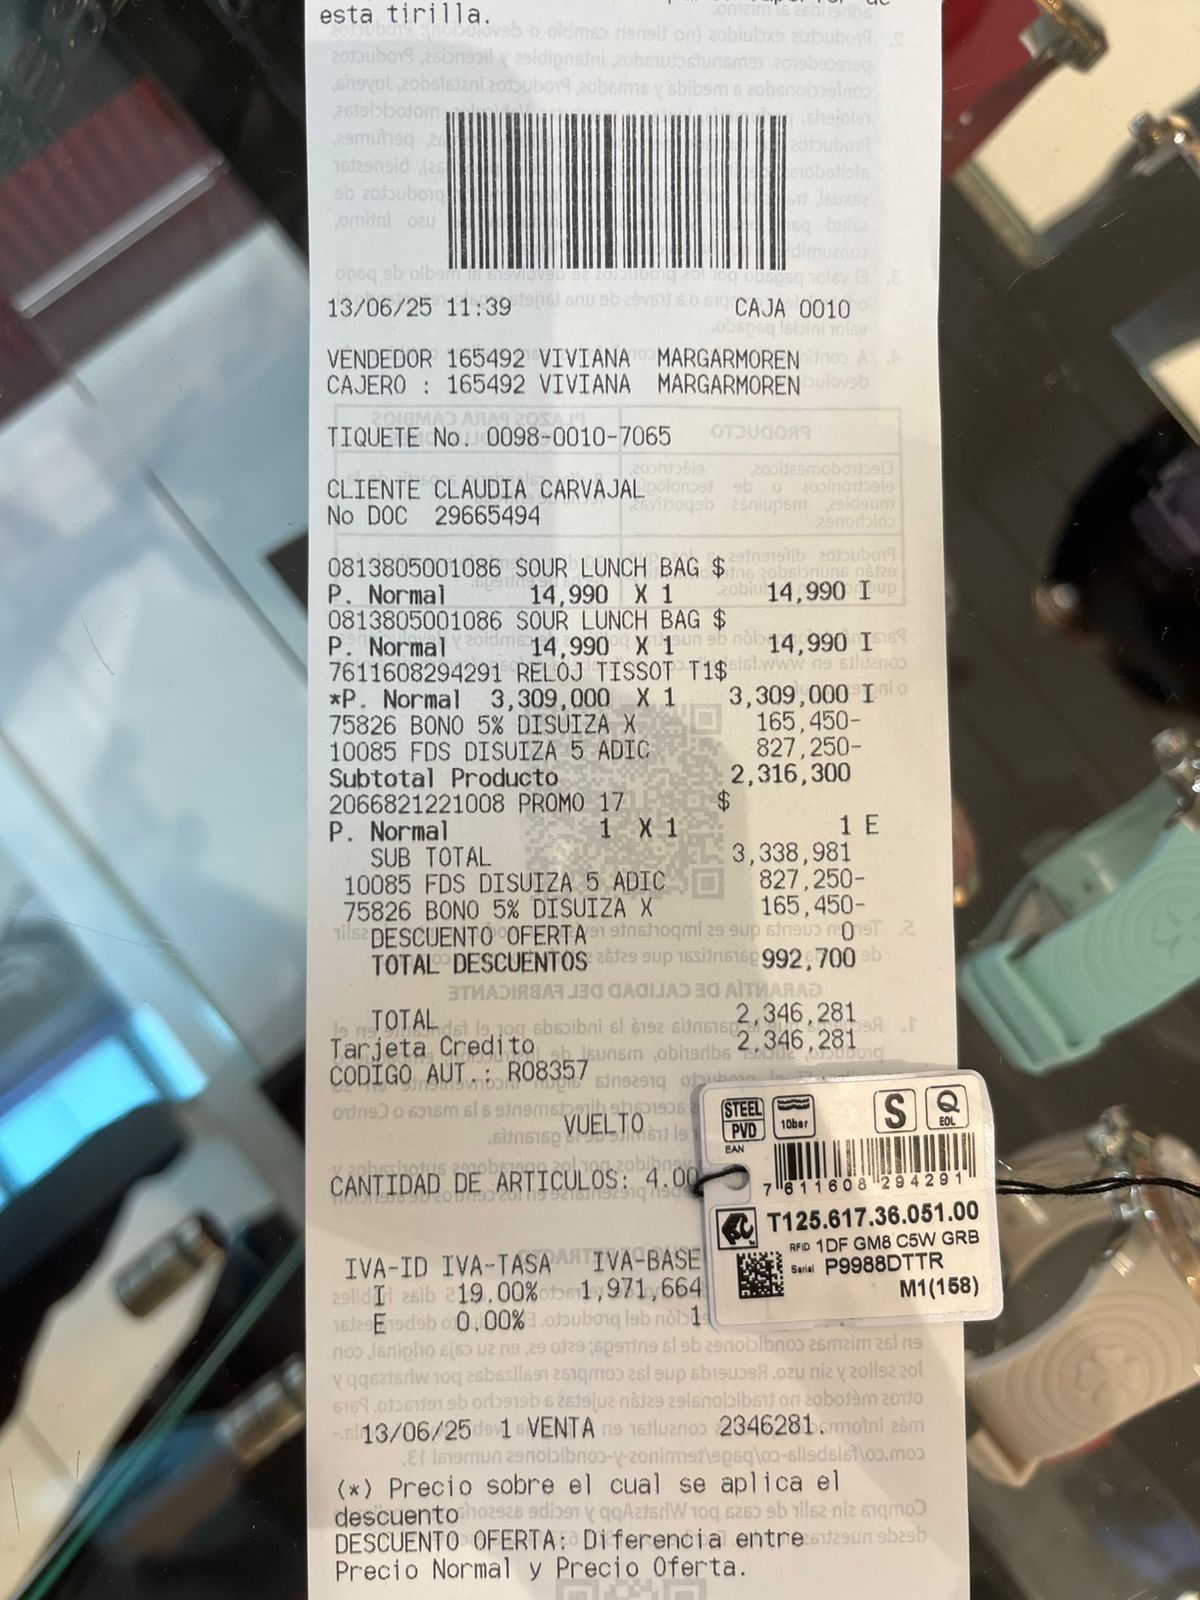 esta tirilla.
13/06/25 11:39 CAJA 0010
VENDEDOR 165492 VIVIANA MARGARMOREN
CAJERO : 165492 VIVIANA MARGARMOREN
TIQUETE No. 0098-0010-7065
CLIENTE CLAUDIA CARVAJAL
No DOC 29665494
0813805001086 SOUR LUNCH BAG $
P. Normal 14,990 X 1 14,990 I
0813805001086 SOUR LUNCH BAG $
P. Normal 14,990 X 1 14,990 I
7611608294291 RELOJ TISSOT T1$
*P. Normal 3,309,000 X 1 3,309,000 I
75826 BONO 5% DISUIZA X 165,450-
10085 FDS DISUIZA 5 ADIC 827,250-
Subtotal Producto 2,316,300
2066821221008 PROMO 17 $
P. Normal 1 X 1 1 E
SUB TOTAL 3,338,981
10085 FDS DISUIZA 5 ADIC 827,250-
75826 BONO 5% DISUIZA X 165,450-
DESCUENTO OFERTA 0
TOTAL DESCUENTOS 992,700
TOTAL 2,346,281
Tarjeta Credito 2,346,281
CODIGO AUT.: R08357
VUELTO
CANTIDAD DE ARTICULOS: 4.00
IVA-ID IVA-TASA IVA-BASE
I 19.00% 1,971,664
E 0.00% 1
13/06/25 1 VENTA 2346281.
(*) Precio sobre el cual se aplica el
descuento
DESCUENTO OFERTA: Diferencia entre
Precio Normal y Precio Oferta.
STEEL
PVD
10bar
S
Q
EOL
EAN
7 611608 294291
T125.617.36.051.00
RFID 1DF GM8 C5W GRB
Serial P9988DTTR
M1(158)